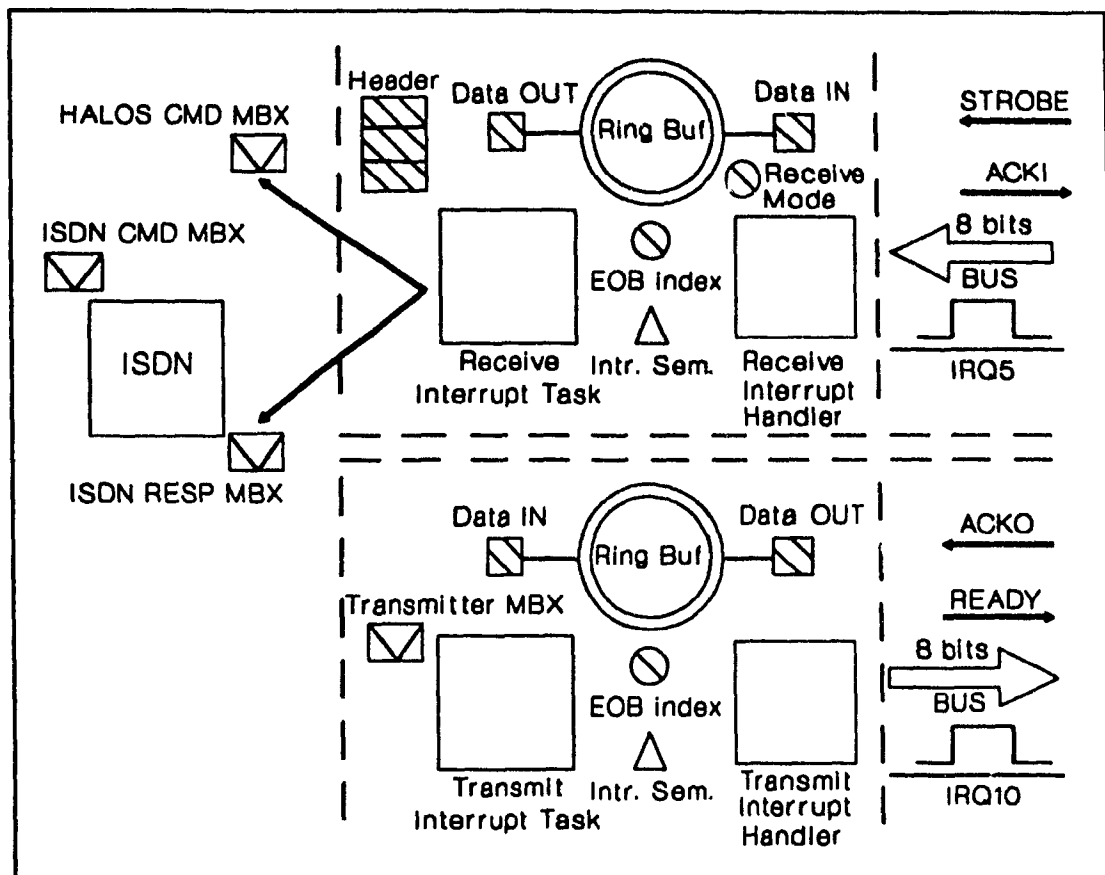 Header
Data OUT
Ring Buf
Data IN
STROBE
HALOS CMD MBX
Receive
Mode
ACKI
ISDN CMD MBX
8 bits
BUS
EOB index
ISDN
Receive
Interrupt Task
Intr. Sem.
Receive
Interrupt
Handler
IRQ5
ISDN RESP MBX
Data IN
Ring Buf
Data OUT
ACKO
Transmitter MBX
READY
8 bits
BUS
EOB index
Transmit
Interrupt Task
Intr. Sem.
Transmit
Interrupt
Handler
IRQ10